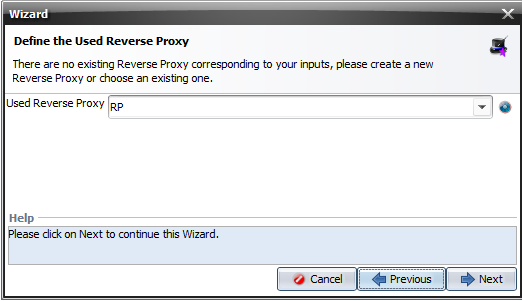 Wizard
Define the Used Reverse Proxy
There are no existing Reverse Proxy corresponding to your inputs, please create a new
Reverse Proxy or choose an existing one.
Used Reverse Proxy RP
Help
Please click on Next to continue this Wizard.
Cancel Previous Next